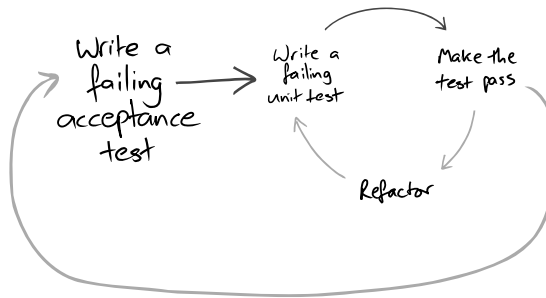 Write a
failing
acceptance
test
Write a
failing
unit test
Make the
test pass
Refactor